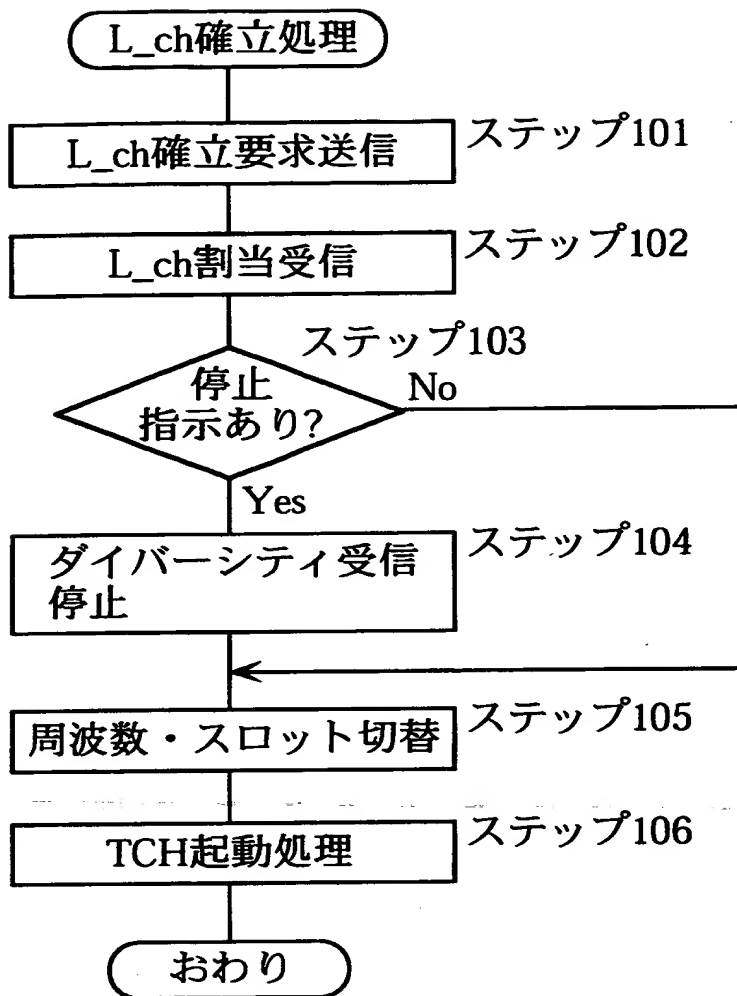 L_ch確立処理
ステップ101
L_ch確立要求送信
ステップ102
L_ch割当受信
ステップ103
停止
指示あり?
No
Yes
ステップ104
ダイバーシティ受信
停止
ステップ105
周波数・スロット切替
ステップ106
TCH起動処理
おわり